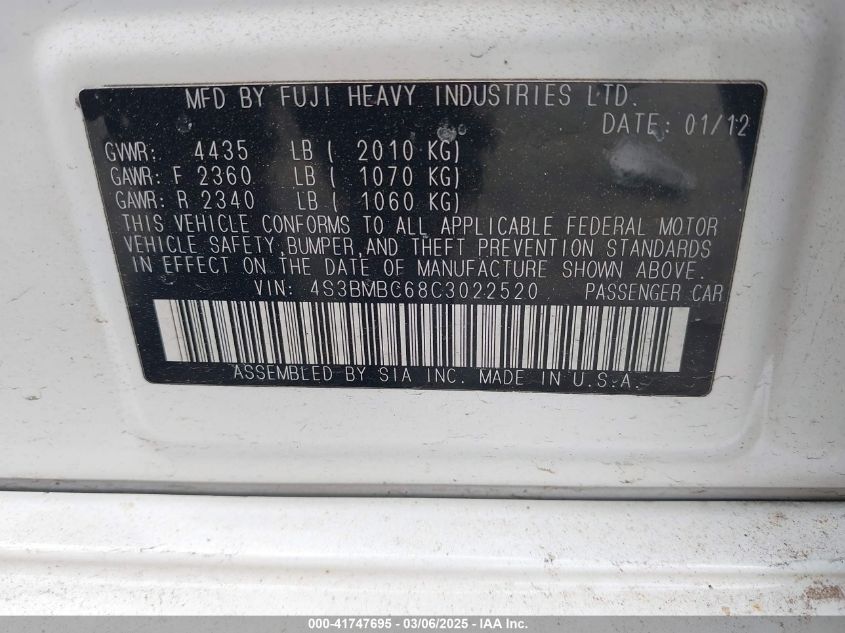 MFD BY FUJI HEAVY INDUSTRIES LTD.
DATE: 01/12
GVWR: 4435 LB ( 2010 KG)
GAWR: F 2360 LB ( 1070 KG)
GAWR: R 2340 LB ( 1060 KG)
THIS VEHICLE CONFORMS TO ALL APPLICABLE FEDERAL MOTOR
VEHICLE SAFETY, BUMPER, AND THEFT PREVENTION STANDARDS
IN EFFECT ON THE DATE OF MANUFACTURE SHOWN ABOVE.
VIN: 4S3BMBC68C3022520 PASSENGER CAR
ASSEMBLED BY SIA INC. MADE IN U.S.A.
000-41747695 - 03/06/2025 - IAA Inc.